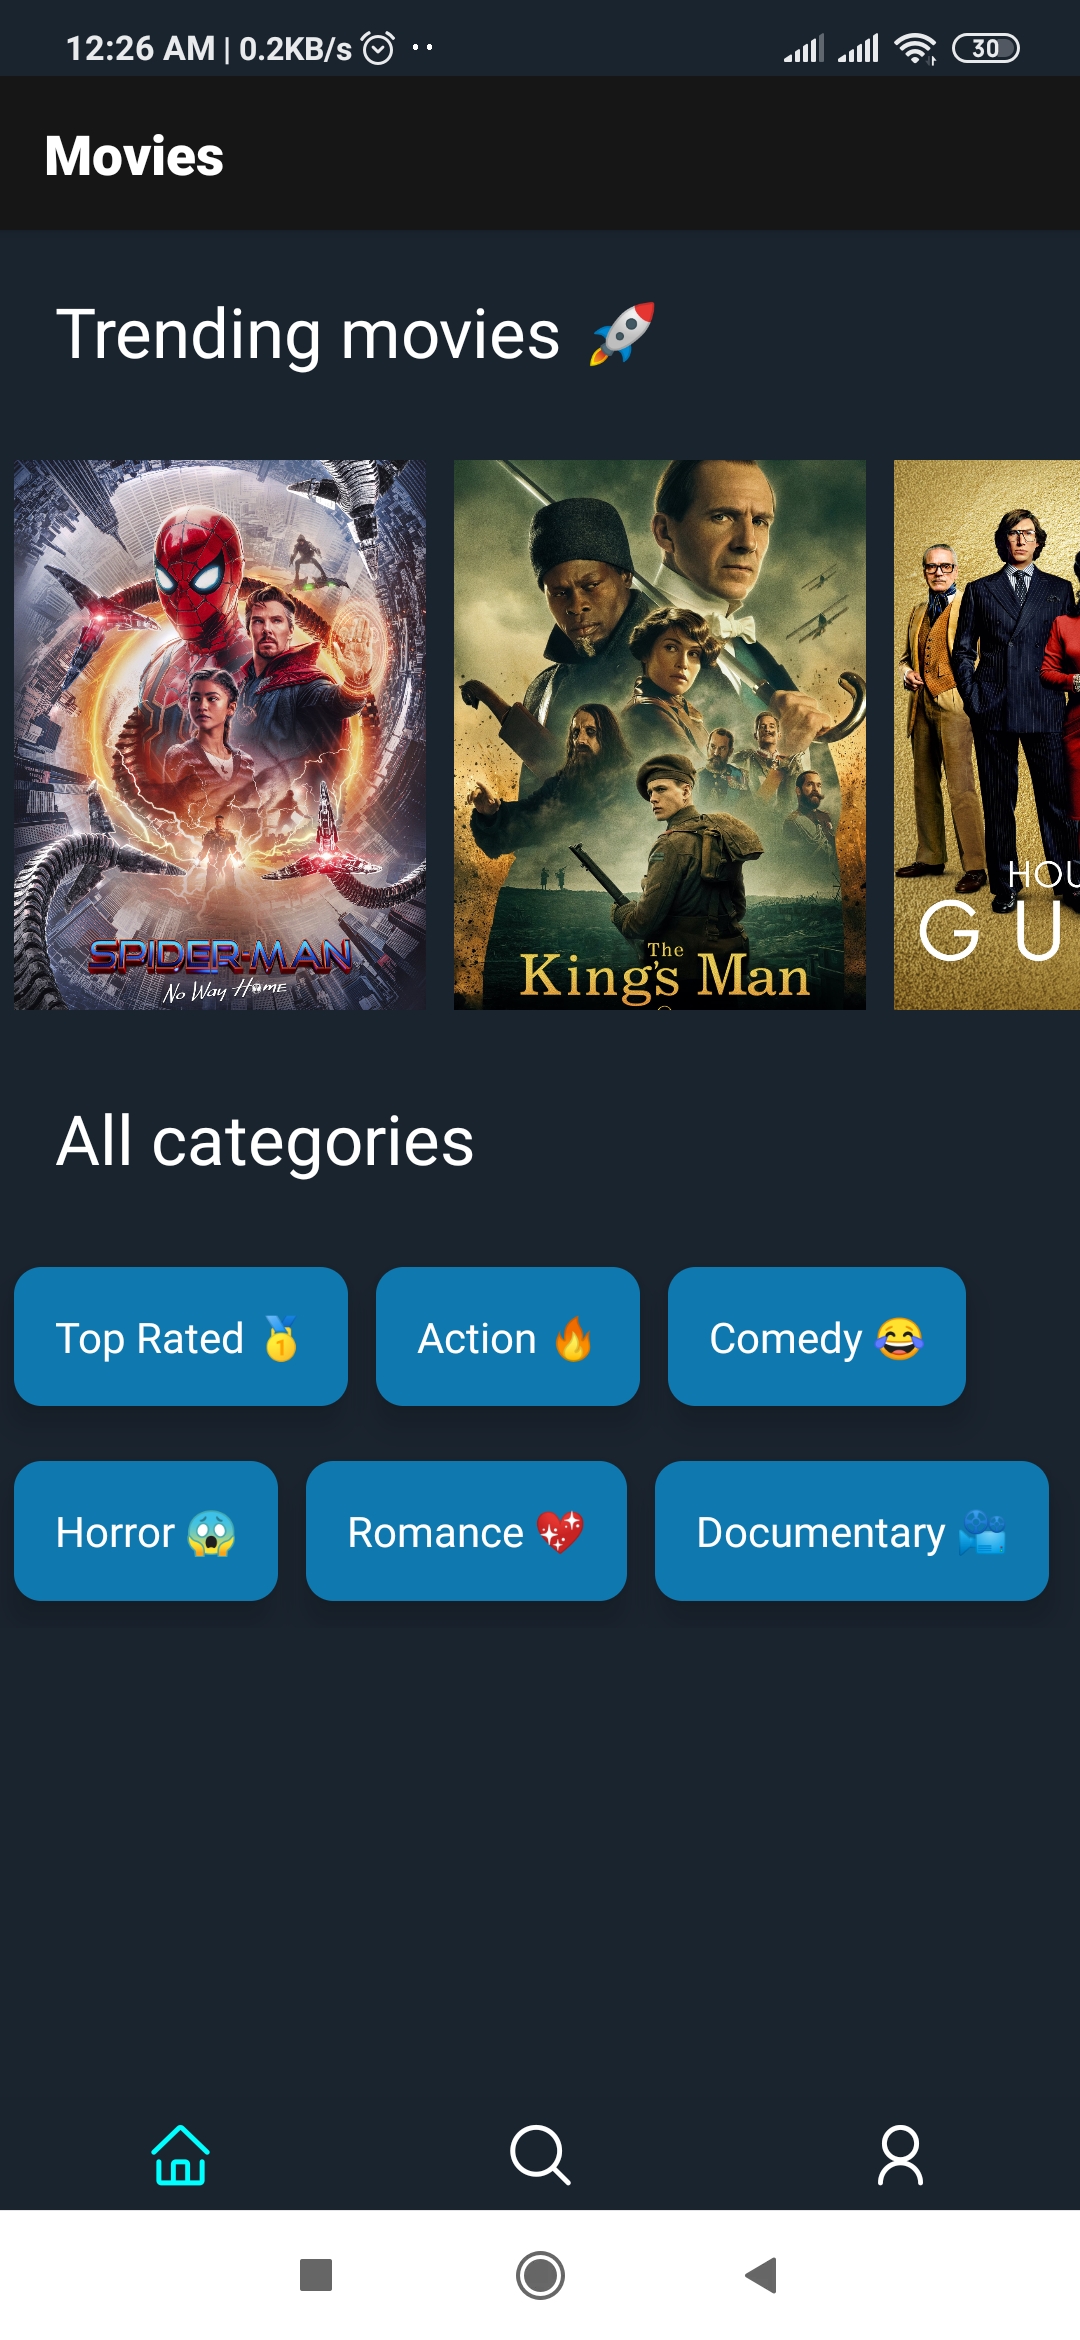 12:26 AM | 0.2KB/s
30
Movies
Trending movies 🚀
SPIDER-MAN
No Way Home
The
King's Man
HOU
GU
All categories
Top Rated 🥇 Action 🔥 Comedy 😂
Horror 😱 Romance 💖 Documentary 🎥